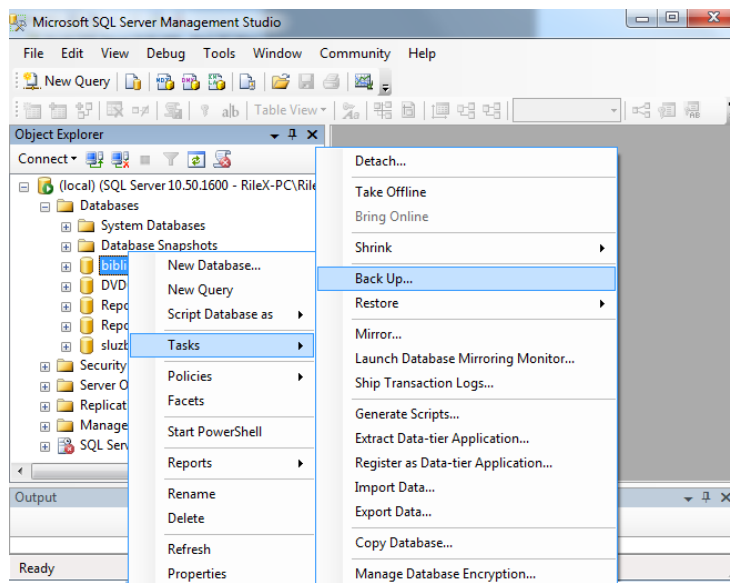 Microsoft SQL Server Management Studio
File Edit View Debug Tools Window Community Help
New Query
Table View
Object Explorer
Connect
(local) (SQL Server 10.50.1600 - RileX-PC\Rile
Databases
System Databases
Database Snapshots
bibli
DVD
Repo
Repo
sluzb
Security
Server O
Replicat
Manage
SQL Serv
New Database...
New Query
Script Database as
Tasks
Policies
Facets
Start PowerShell
Reports
Rename
Delete
Refresh
Properties
Detach...
Take Offline
Bring Online
Shrink
Back Up...
Restore
Mirror...
Launch Database Mirroring Monitor...
Ship Transaction Logs...
Generate Scripts...
Extract Data-tier Application...
Register as Data-tier Application...
Import Data...
Export Data...
Copy Database...
Manage Database Encryption...
Output
Ready